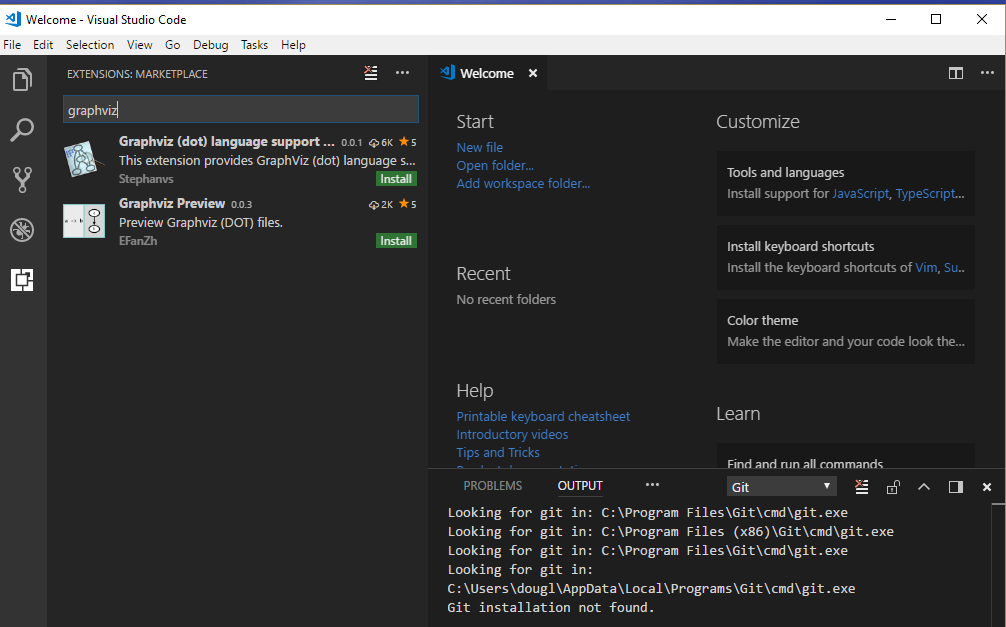 Welcome - Visual Studio Code
File Edit Selection View Go Debug Tasks Help
EXTENSIONS: MARKETPLACE
graphviz
Graphviz (dot) language support ... 0.0.1 6K 5
This extension provides GraphViz (dot) language s...
Stephanvs Install
Graphviz Preview 0.0.3 2K 5
Preview Graphviz (DOT) files.
EFanZh Install
Welcome
Start
New file
Open folder...
Add workspace folder...
Recent
No recent folders
Help
Printable keyboard cheatsheet
Introductory videos
Tips and Tricks
Customize
Tools and languages
Install support for JavaScript, TypeScript...
Install keyboard shortcuts
Install the keyboard shortcuts of Vim, Su..
Color theme
Make the editor and your code look the...
Learn
Find and run all commands
PROBLEMS OUTPUT ... Git
Looking for git in: C:\Program Files\Git\cmd\git.exe
Looking for git in: C:\Program Files (x86)\Git\cmd\git.exe
Looking for git in: C:\Program Files\Git\cmd\git.exe
Looking for git in:
C:\Users\dougl\AppData\Local\Programs\Git\cmd\git.exe
Git installation not found.